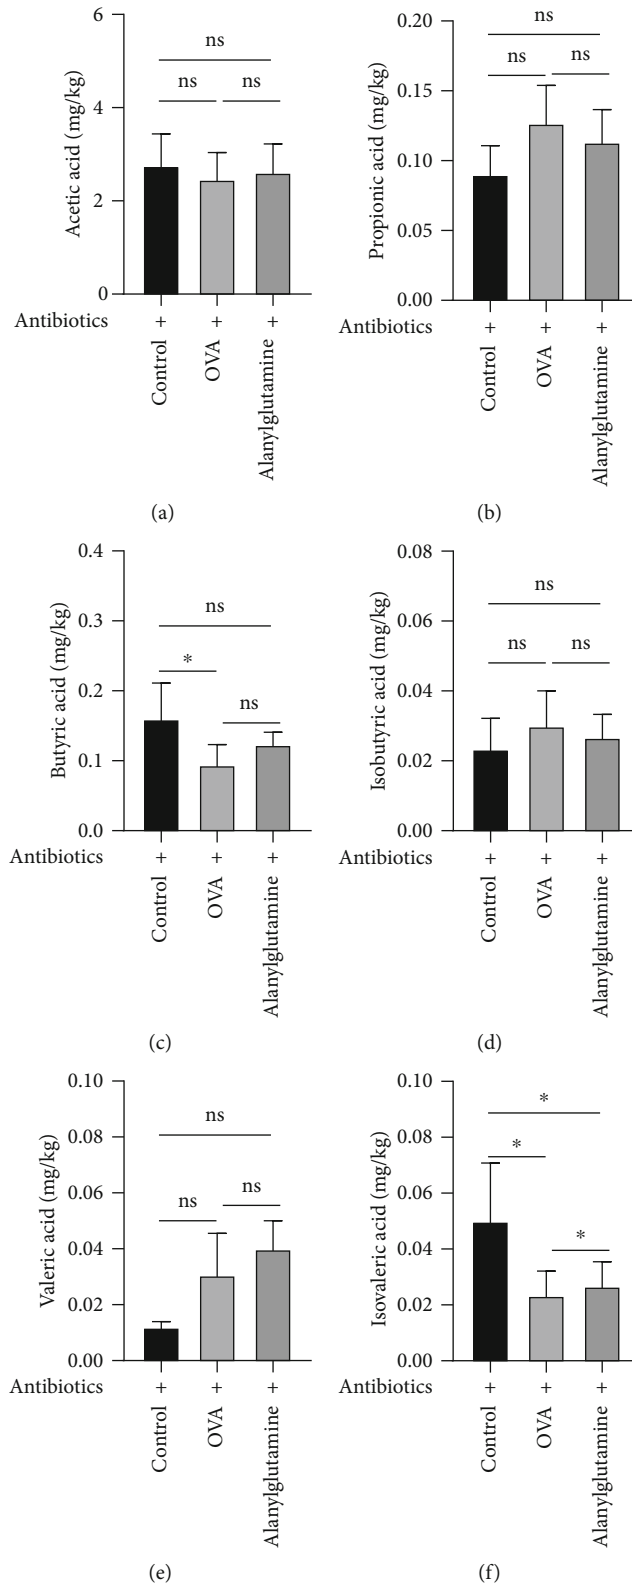 6
4
2
0
Acetic acid (mg/kg)
ns
ns
ns
Antibiotics + + +
Control
OVA
Alanylglutamine
(a)
0.20
0.15
0.10
0.05
0.00
Propionic acid (mg/kg)
ns
ns
ns
Antibiotics + + +
Control
OVA
Alanylglutamine
(b)
0.4
0.3
0.2
0.1
0.0
Butyric acid (mg/kg)
ns
*
ns
Antibiotics + + +
Control
OVA
Alanylglutamine
(c)
0.08
0.06
0.04
0.02
0.00
Isobutyric acid (mg/kg)
ns
ns
ns
Antibiotics + + +
Control
OVA
Alanylglutamine
(d)
0.10
0.08
0.06
0.04
0.02
0.00
Valeric acid (mg/kg)
ns
ns
ns
Antibiotics + + +
Control
OVA
Alanylglutamine
(e)
0.10
0.08
0.06
0.04
0.02
0.00
Isovaleric acid (mg/kg)
*
*
*
Antibiotics + + +
Control
OVA
Alanylglutamine
(f)